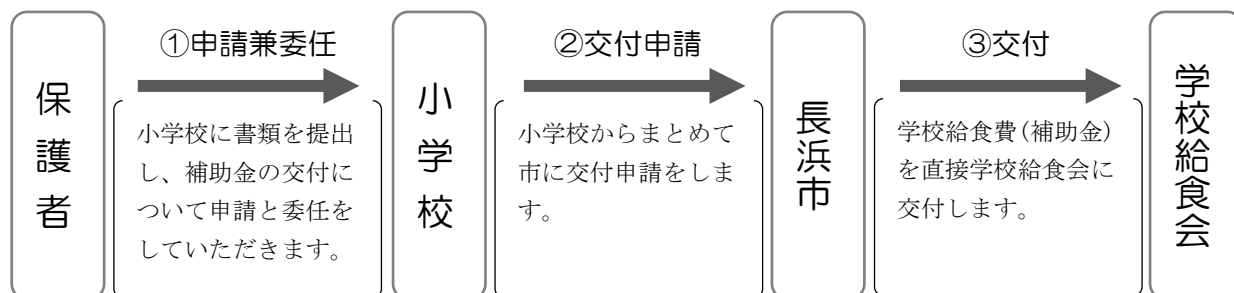 保護者
①申請兼委任
小学校に書類を提出
し、補助金の交付に
ついて申請と委任を
していただきます。
小学校
②交付申請
小学校からまとめて
市に交付申請をしま
す。
長浜市
③交付
学校給食費(補助金)
を直接学校給食会に
交付します。
学校給食会